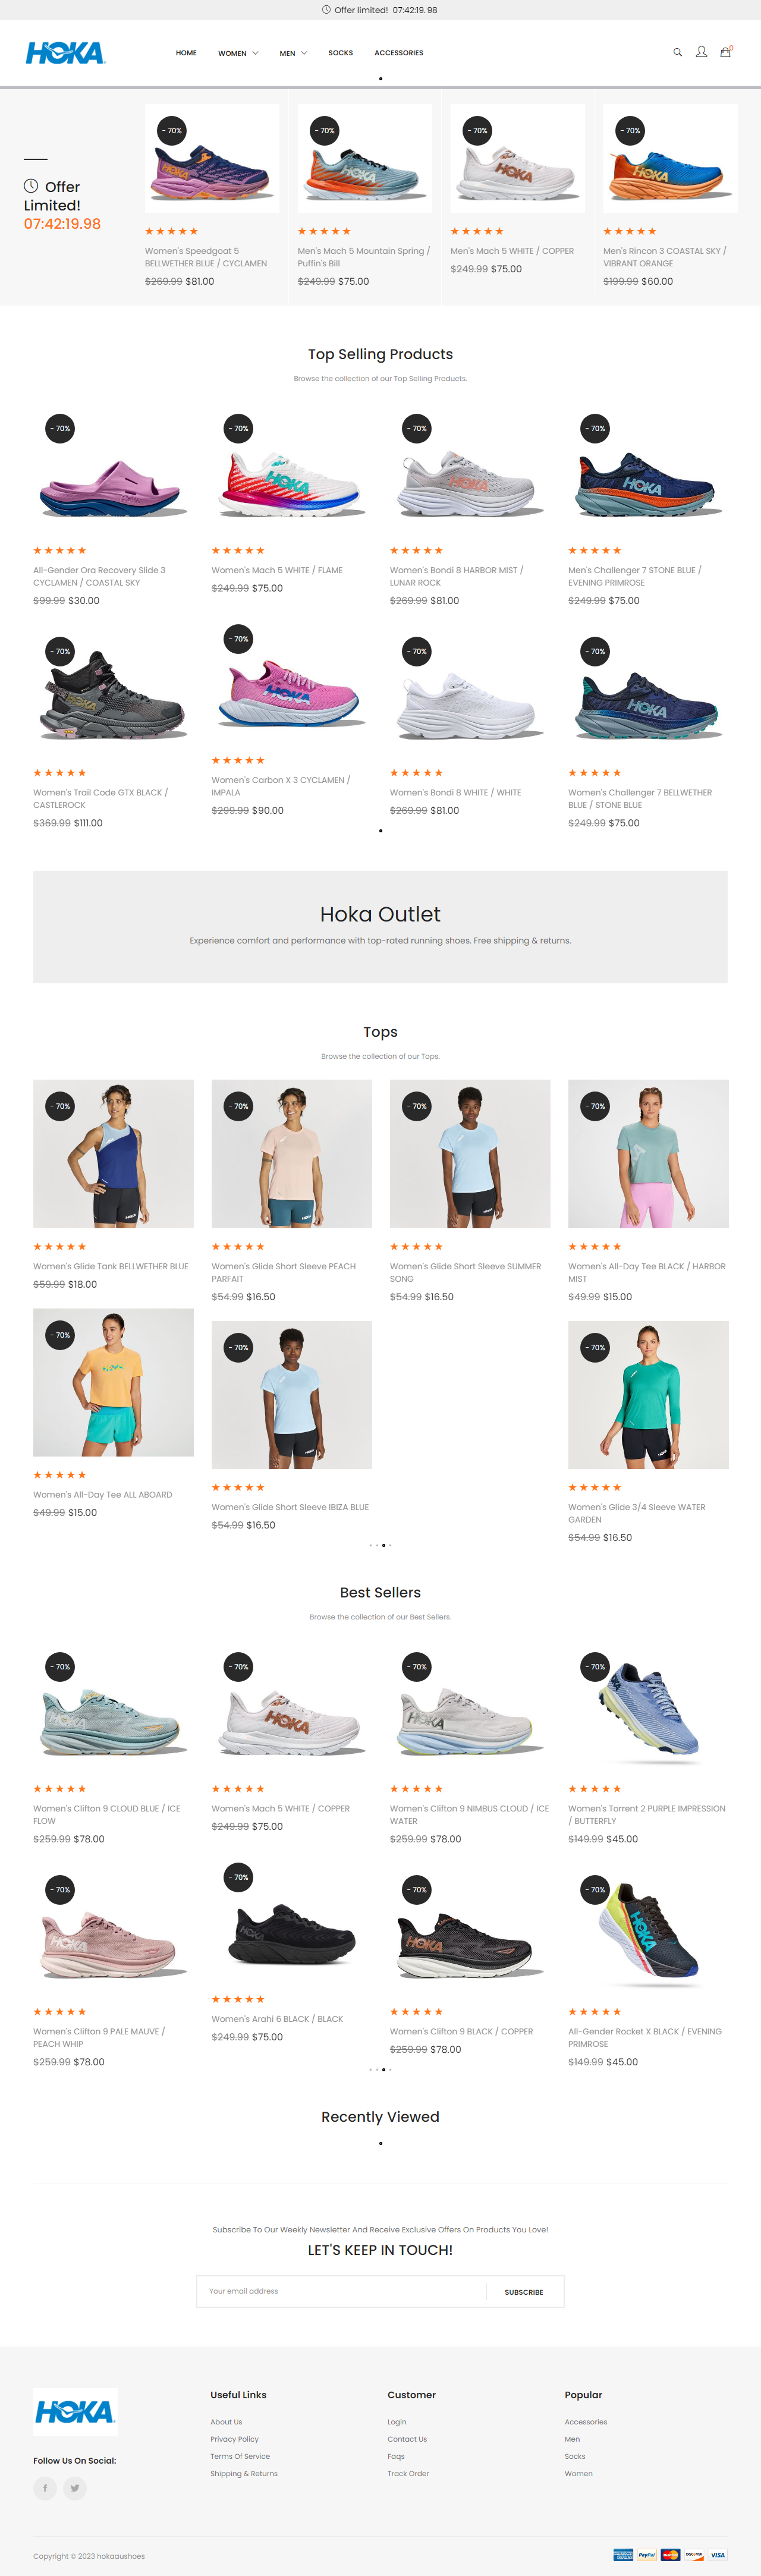 Offer limited! 07:42:19.98
HOKA
HOME WOMEN MEN SOCKS ACCESSORIES
0
Offer
Limited!
07:42:19.98
- 70%
Women's Speedgoat 5
BELLWETHER BLUE / CYCLAMEN
$269.99 $81.00
- 70%
Men's Mach 5 Mountain Spring /
Puffin's Bill
$249.99 $75.00
- 70%
Men's Mach 5 WHITE / COPPER
$249.99 $75.00
- 70%
Men's Rincon 3 COASTAL SKY /
VIBRANT ORANGE
$199.99 $60.00
Top Selling Products
Browse the collection of our Top Selling Products.
- 70%
All-Gender Ora Recovery Slide 3
CYCLAMEN / COASTAL SKY
$99.99 $30.00
- 70%
Women's Mach 5 WHITE / FLAME
$249.99 $75.00
- 70%
Women's Bondi 8 HARBOR MIST /
LUNAR ROCK
$269.99 $81.00
- 70%
Men's Challenger 7 STONE BLUE /
EVENING PRIMROSE
$249.99 $75.00
- 70%
Women's Trail Code GTX BLACK /
CASTLEROCK
$369.99 $111.00
- 70%
Women's Carbon X 3 CYCLAMEN /
IMPALA
$299.99 $90.00
- 70%
Women's Bondi 8 WHITE / WHITE
$269.99 $81.00
- 70%
Women's Challenger 7 BELLWETHER
BLUE / STONE BLUE
$249.99 $75.00
Hoka Outlet
Experience comfort and performance with top-rated running shoes. Free shipping & returns.
Tops
Browse the collection of our Tops.
- 70%
Women's Glide Tank BELLWETHER BLUE
$59.99 $18.00
- 70%
Women's Glide Short Sleeve PEACH
PARFAIT
$54.99 $16.50
- 70%
Women's Glide Short Sleeve SUMMER
SONG
$54.99 $16.50
- 70%
Women's All-Day Tee BLACK / HARBOR
MIST
$49.99 $15.00
- 70%
Women's All-Day Tee ALL ABOARD
$49.99 $15.00
- 70%
Women's Glide Short Sleeve IBIZA BLUE
$54.99 $16.50
- 70%
Women's Glide 3/4 Sleeve WATER
GARDEN
$54.99 $16.50
Best Sellers
Browse the collection of our Best Sellers.
- 70%
Women's Clifton 9 CLOUD BLUE / ICE
FLOW
$259.99 $78.00
- 70%
Women's Mach 5 WHITE / COPPER
$249.99 $75.00
- 70%
Women's Clifton 9 NIMBUS CLOUD / ICE
WATER
$259.99 $78.00
- 70%
Women's Torrent 2 PURPLE IMPRESSION
/ BUTTERFLY
$149.99 $45.00
- 70%
Women's Clifton 9 PALE MAUVE /
PEACH WHIP
$259.99 $78.00
- 70%
Women's Arahi 6 BLACK / BLACK
$249.99 $75.00
- 70%
Women's Clifton 9 BLACK / COPPER
$259.99 $78.00
- 70%
All-Gender Rocket X BLACK / EVENING
PRIMROSE
$149.99 $45.00
Recently Viewed
Subscribe To Our Weekly Newsletter And Receive Exclusive Offers On Products You Love!
LET'S KEEP IN TOUCH!
Your email address SUBSCRIBE
HOKA
Follow Us On Social:
Useful Links
About Us
Privacy Policy
Terms Of Service
Shipping & Returns
Customer
Login
Contact Us
Faqs
Track Order
Popular
Accessories
Men
Socks
Women
Copyright © 2023 hokaaushoes
PayPal
VISA